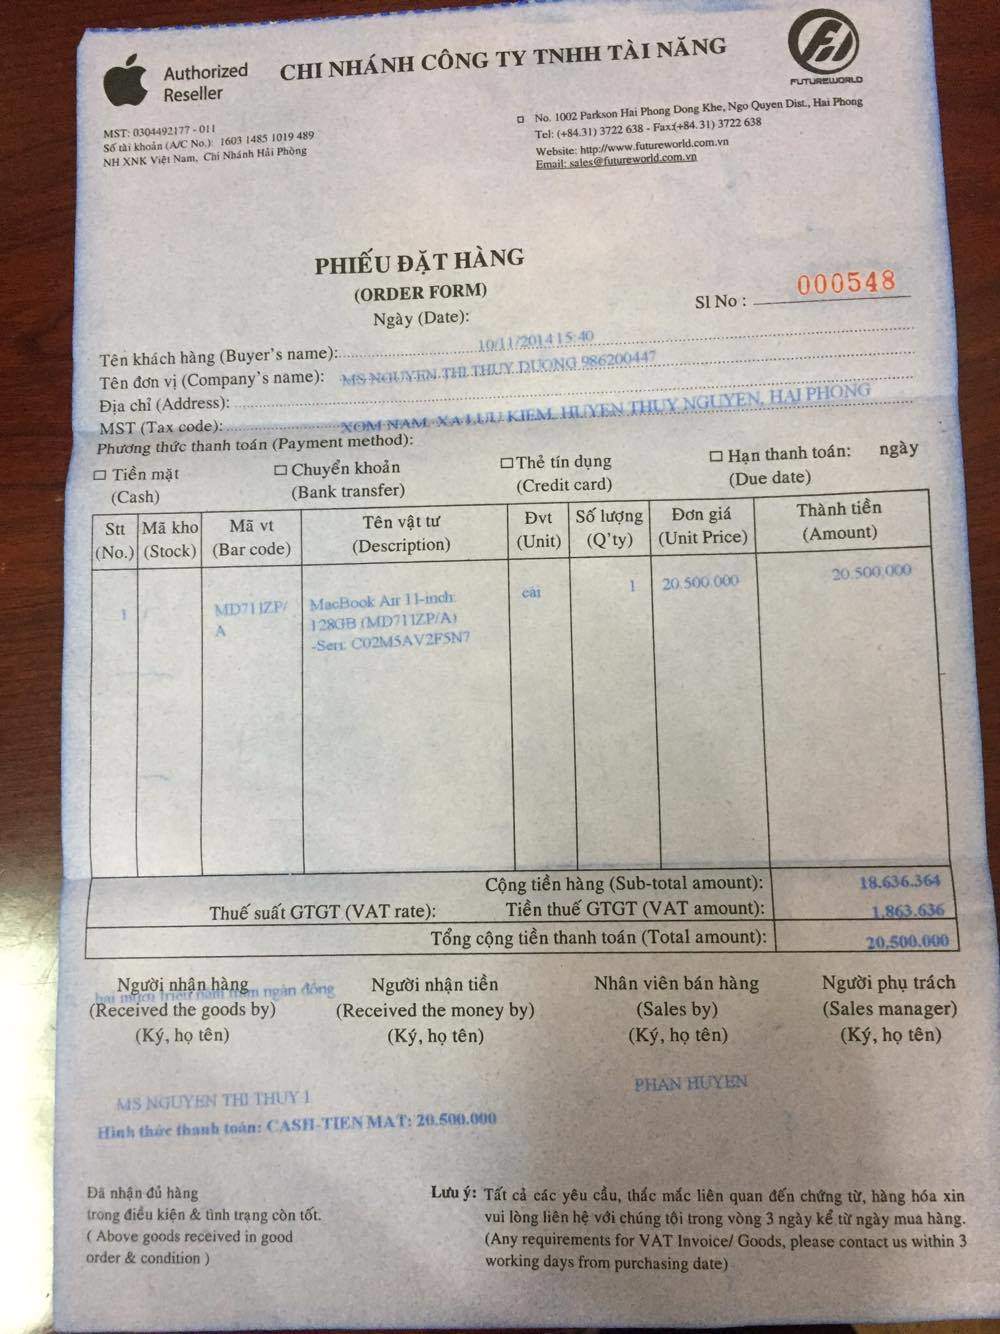 Authorized
Reseller
CHI NHÁNH CÔNG TY TNHH TÀI NĂNG
FUTUREWORLD
MST: 0304492177 - 011
Số tài khoản (A/C No.): 1603 1485 1019 489
NH XNK Việt Nam, Chi Nhánh Hải Phòng
No. 1002 Parkson Hai Phong Dong Khe, Ngo Quyen Dist., Hai Phong
Tel: (+84.31) 3722 638 - Fax:(+84.31) 3722 638
Website: http://www.futureworld.com.vn
Email: sales@futureworld.com.vn
PHIẾU ĐẶT HÀNG
(ORDER FORM)
Sl No : 000548
Ngày (Date):
10/11/2014 15:40
Tên khách hàng (Buyer's name):
MS NGUYEN THI THUY DUONG 986200447
Tên đơn vị (Company's name):
Địa chỉ (Address):
XOM NAM, XA LUU KIEM, HUYEN THUY NGUYEN, HAI PHONG
MST (Tax code):
Phương thức thanh toán (Payment method):
Tiền mặt Chuyển khoản Thẻ tín dụng Hạn thanh toán: ngày
(Cash) (Bank transfer) (Credit card) (Due date)
Stt Mã kho Mã vt Tên vật tư Đvt Số lượng Đơn giá Thành tiền
(No.) (Stock) (Bar code) (Description) (Unit) (Q'ty) (Unit Price) (Amount)
1 / MD711ZP/ MacBook Air 11-inch: cái 1 20.500.000 20.500.000
A 128GB (MD711ZP/A)
-Seri: C02M5AV2F5N7
Cộng tiền hàng (Sub-total amount): 18.636.364
Thuế suất GTGT (VAT rate): Tiền thuế GTGT (VAT amount): 1.863.636
Tổng cộng tiền thanh toán (Total amount): 20.500.000
Người nhận hàng Người nhận tiền Nhân viên bán hàng Người phụ trách
hai mươi triệu năm trăm ngàn đồng
(Received the goods by) (Received the money by) (Sales by) (Sales manager)
(Ký, họ tên) (Ký, họ tên) (Ký, họ tên) (Ký, họ tên)
PHAN HUYEN
MS NGUYEN THI THUY I
Hình thức thanh toán: CASH-TIEN MAT: 20.500.000
Đã nhận đủ hàng
trong điều kiện & tình trạng còn tốt.
( Above goods received in good
order & condition )
Lưu ý: Tất cả các yêu cầu, thắc mắc liên quan đến chứng từ, hàng hóa xin
vui lòng liên hệ với chúng tôi trong vòng 3 ngày kể từ ngày mua hàng.
(Any requirements for VAT Invoice/ Goods, please contact us within 3
working days from purchasing date)